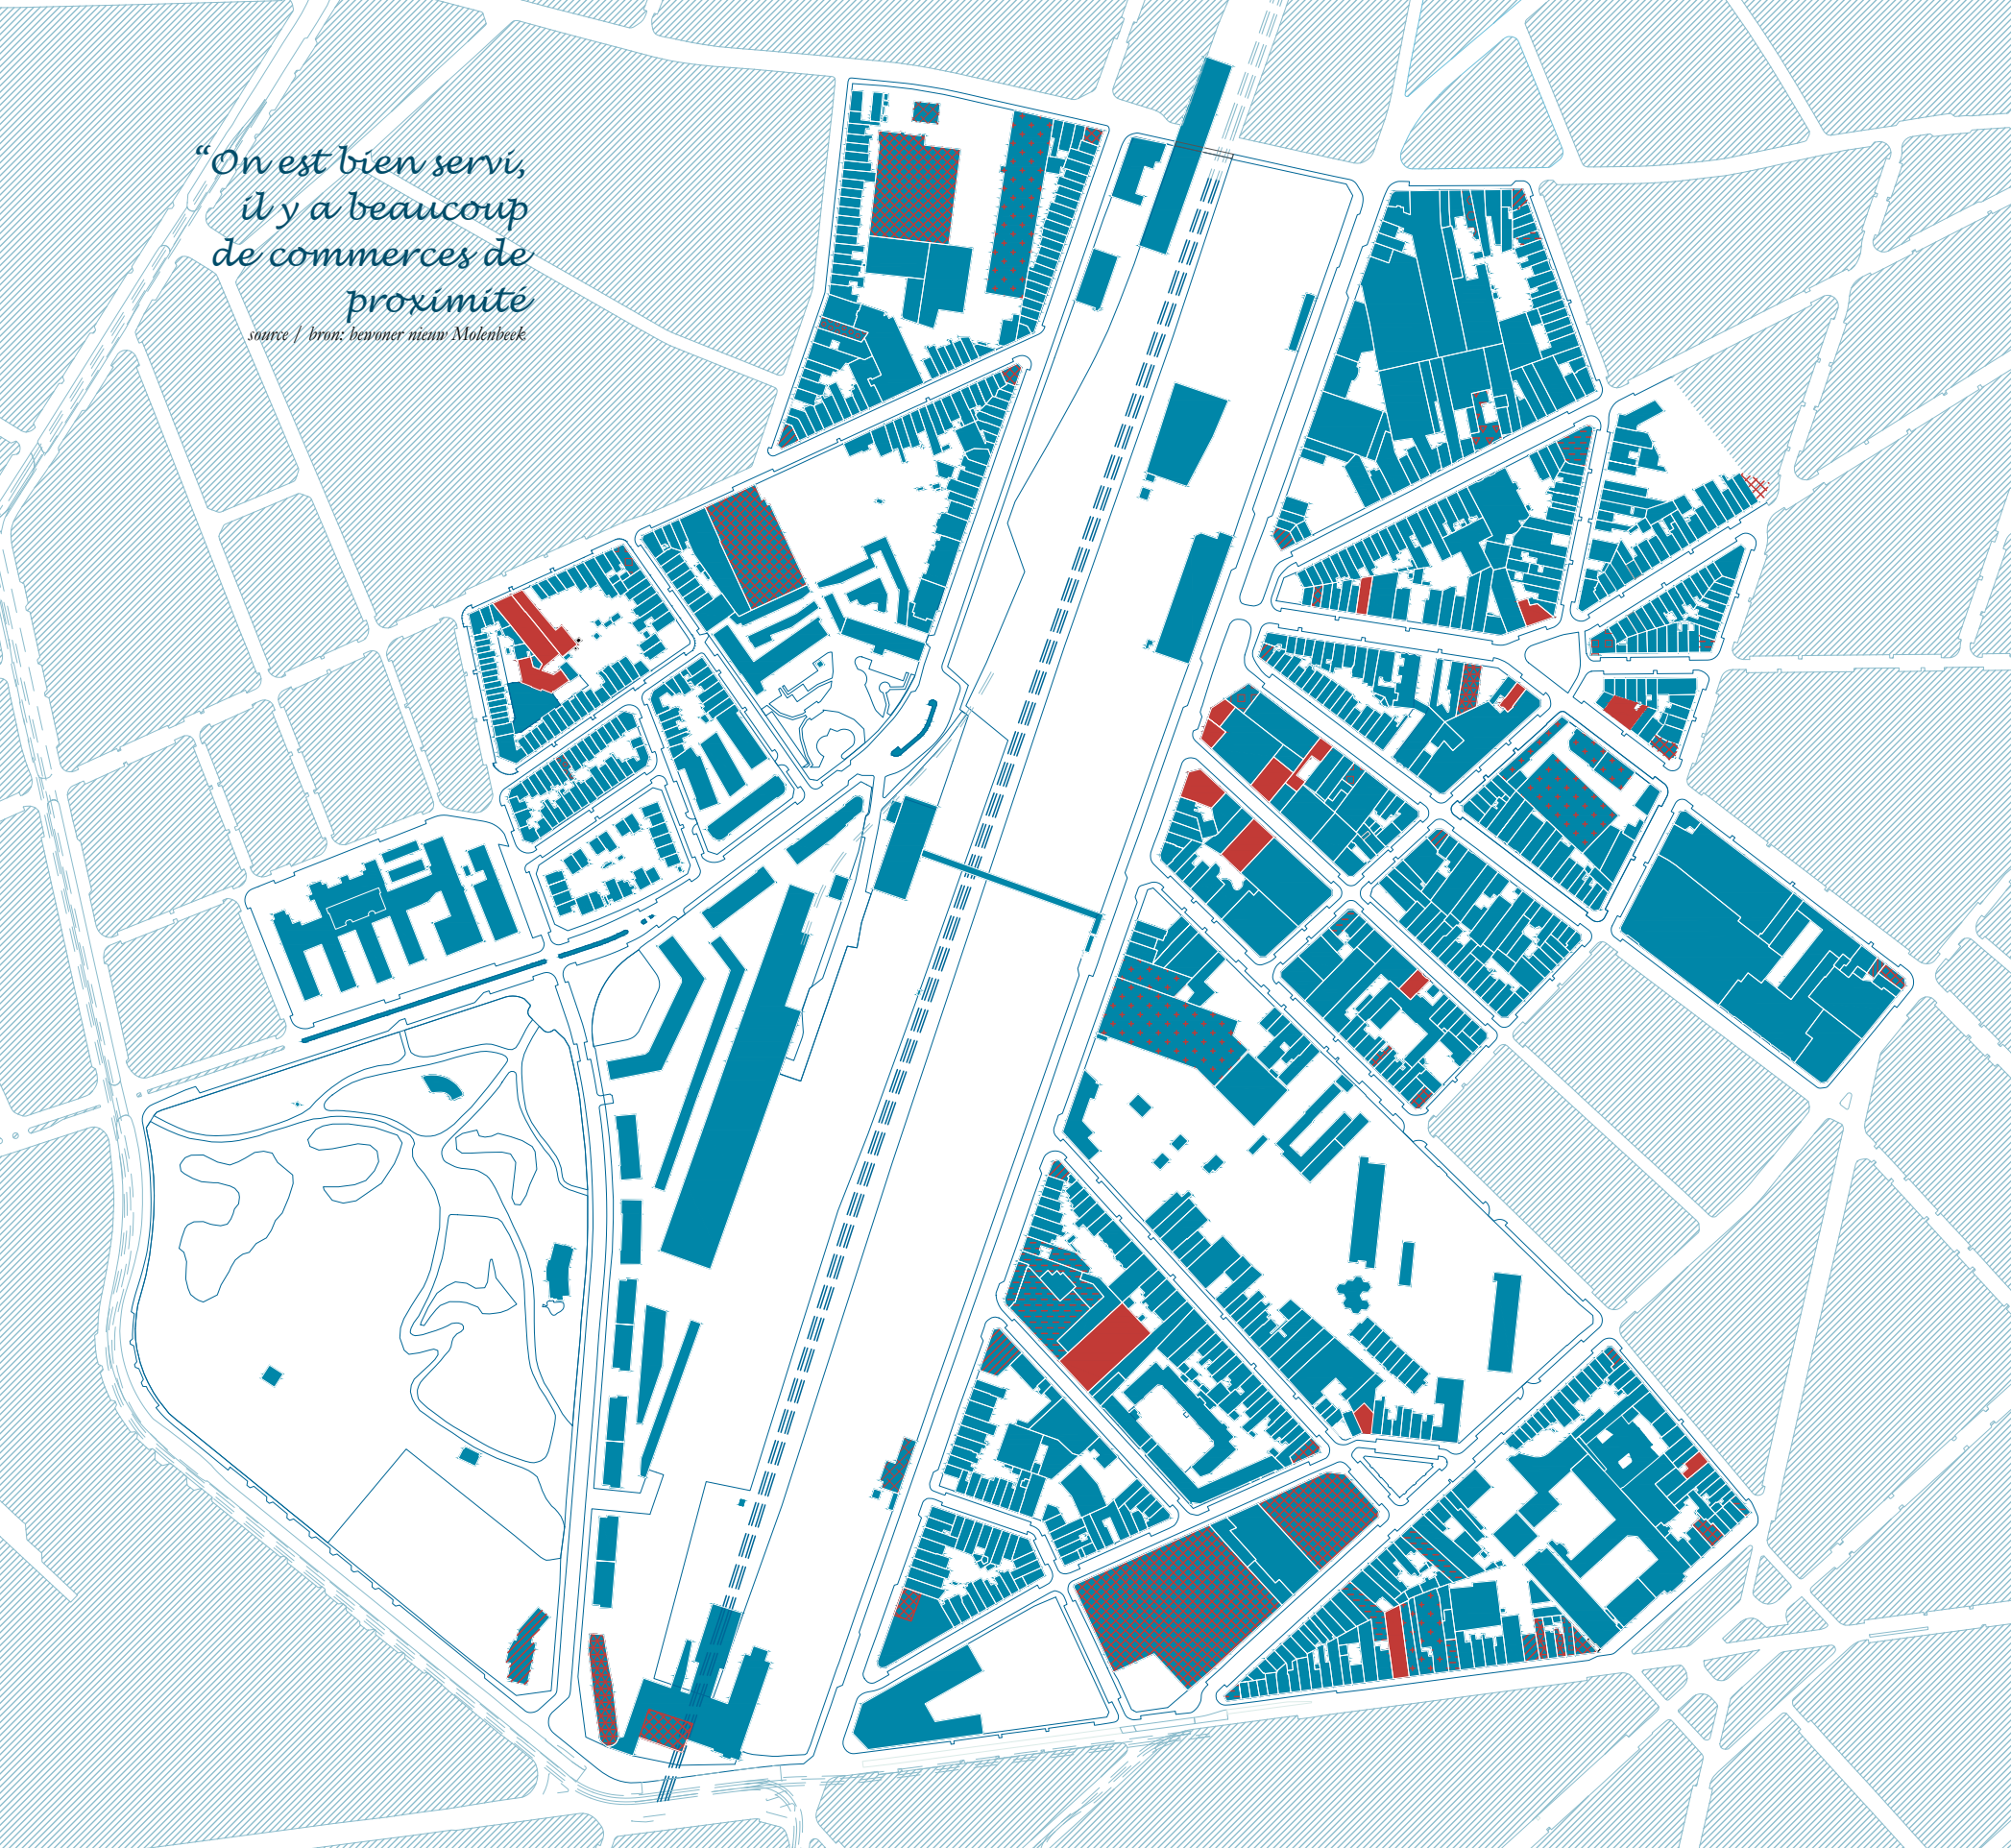 “On est bien servi,
il y a beaucoup
de commerces de
proximité
source / bron: bewoner nieuw Molenbeek